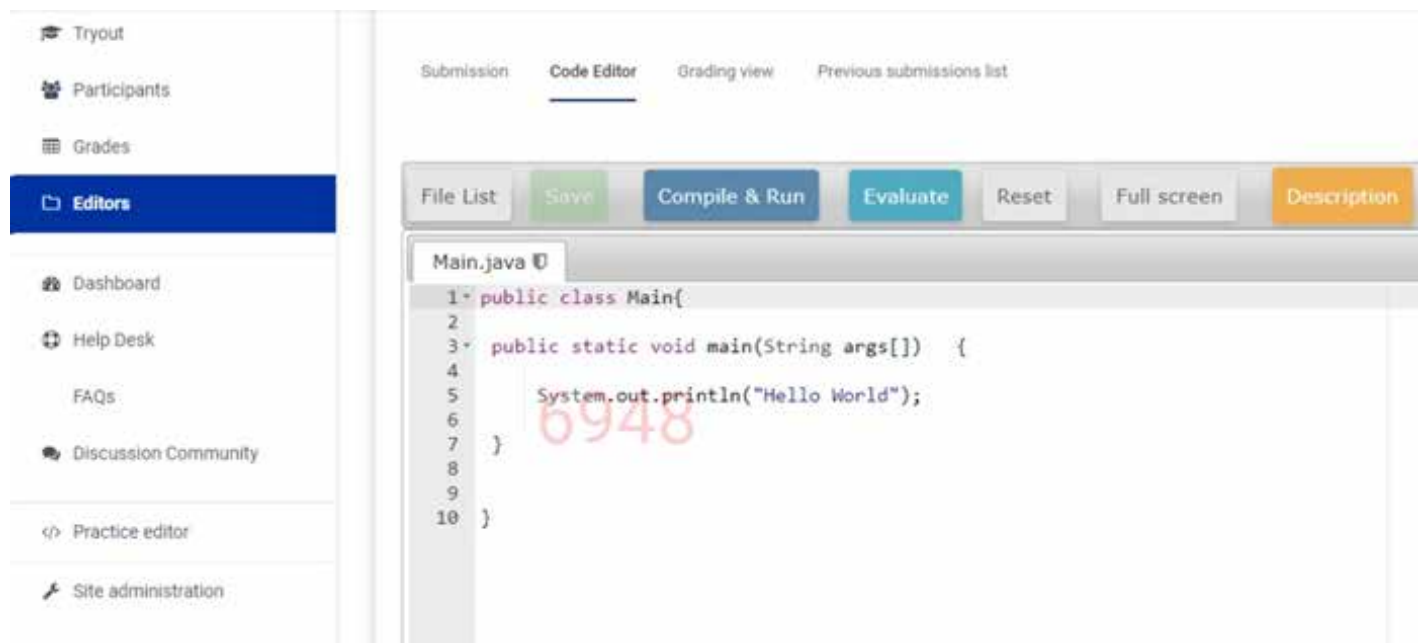 Tryout
Participants
Grades
Editors
Dashboard
Help Desk
FAQs
Discussion Community
Practice editor
Site administration
Submission Code Editor Grading view Previous submissions list
File List Save Compile & Run Evaluate Reset Full screen Description
Main.java
1 public class Main{
2
3 public static void main(String args[]) {
4
5 System.out.println("Hello World");
6
7 }
8
9
10 }
6948